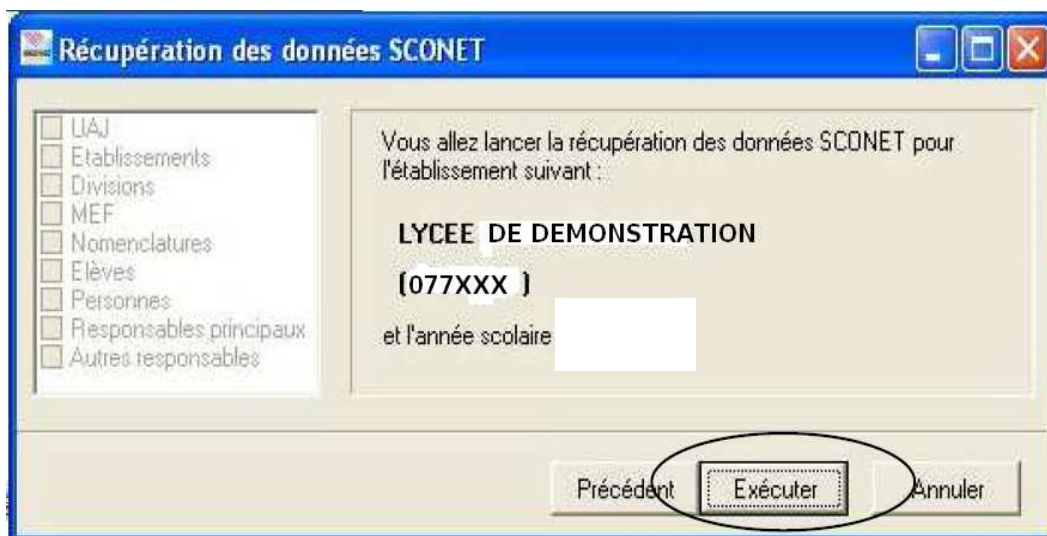 Récupération des données SCONET
UAJ
Etablissements
Divisions
MEF
Nomenclatures
Elèves
Personnes
Responsables principaux
Autres responsables
Vous allez lancer la récupération des données SCONET pour
l'établissement suivant :
LYCEE DE DEMONSTRATION
(077XXX )
et l'année scolaire
Précédent
Exécuter
Annuler